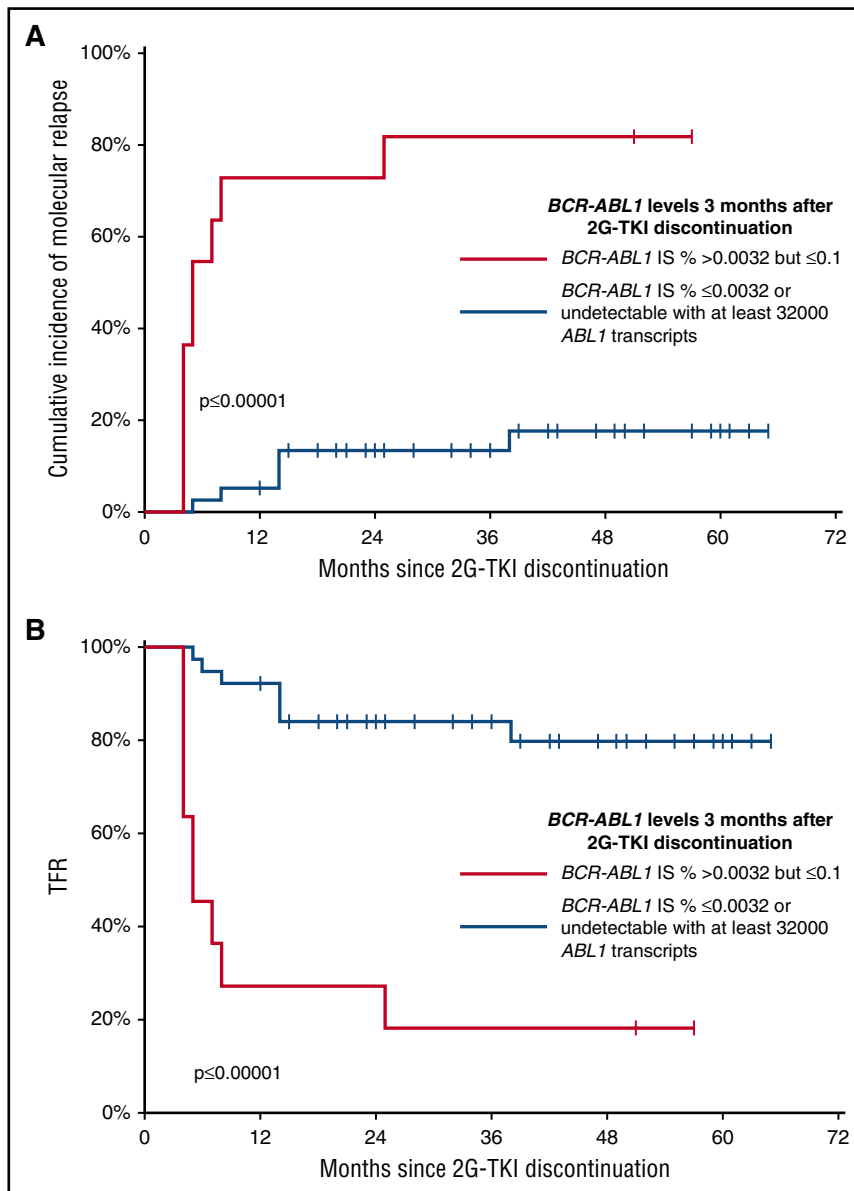 A
100%
80%
60%
40%
20%
0%
Cumulative incidence of molecular relapse
BCR-ABL1 levels 3 months after
2G-TKI discontinuation
BCR-ABL1 IS % >0.0032 but ≤0.1
BCR-ABL1 IS % ≤0.0032 or
undetectable with at least 32000
ABL1 transcripts
p≤0.00001
0 12 24 36 48 60 72
Months since 2G-TKI discontinuation
B
100%
80%
60%
40%
20%
0%
TFR
BCR-ABL1 levels 3 months after
2G-TKI discontinuation
BCR-ABL1 IS % >0.0032 but ≤0.1
BCR-ABL1 IS % ≤0.0032 or
undetectable with at least 32000
ABL1 transcripts
p≤0.00001
0 12 24 36 48 60 72
Months since 2G-TKI discontinuation